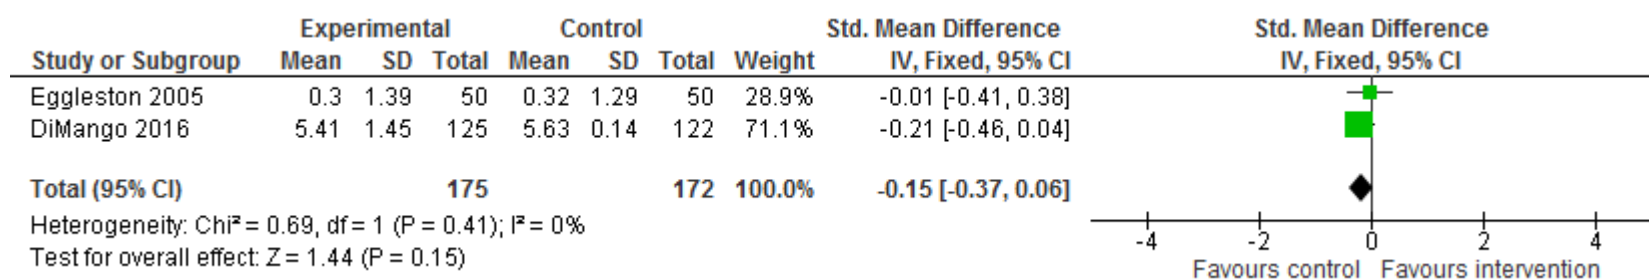 Experimental Control Std. Mean Difference Std. Mean Difference
Study or Subgroup Mean SD Total Mean SD Total Weight IV, Fixed, 95% CI IV, Fixed, 95% CI
Eggleston 2005 0.3 1.39 50 0.32 1.29 50 28.9% -0.01 [-0.41, 0.38]
DiMango 2016 5.41 1.45 125 5.63 0.14 122 71.1% -0.21 [-0.46, 0.04]
Total (95% CI) 175 172 100.0% -0.15 [-0.37, 0.06]
Heterogeneity: Chi² = 0.69, df = 1 (P = 0.41); I² = 0%
Test for overall effect: Z = 1.44 (P = 0.15)
-4 -2 0 2 4
Favours control Favours intervention